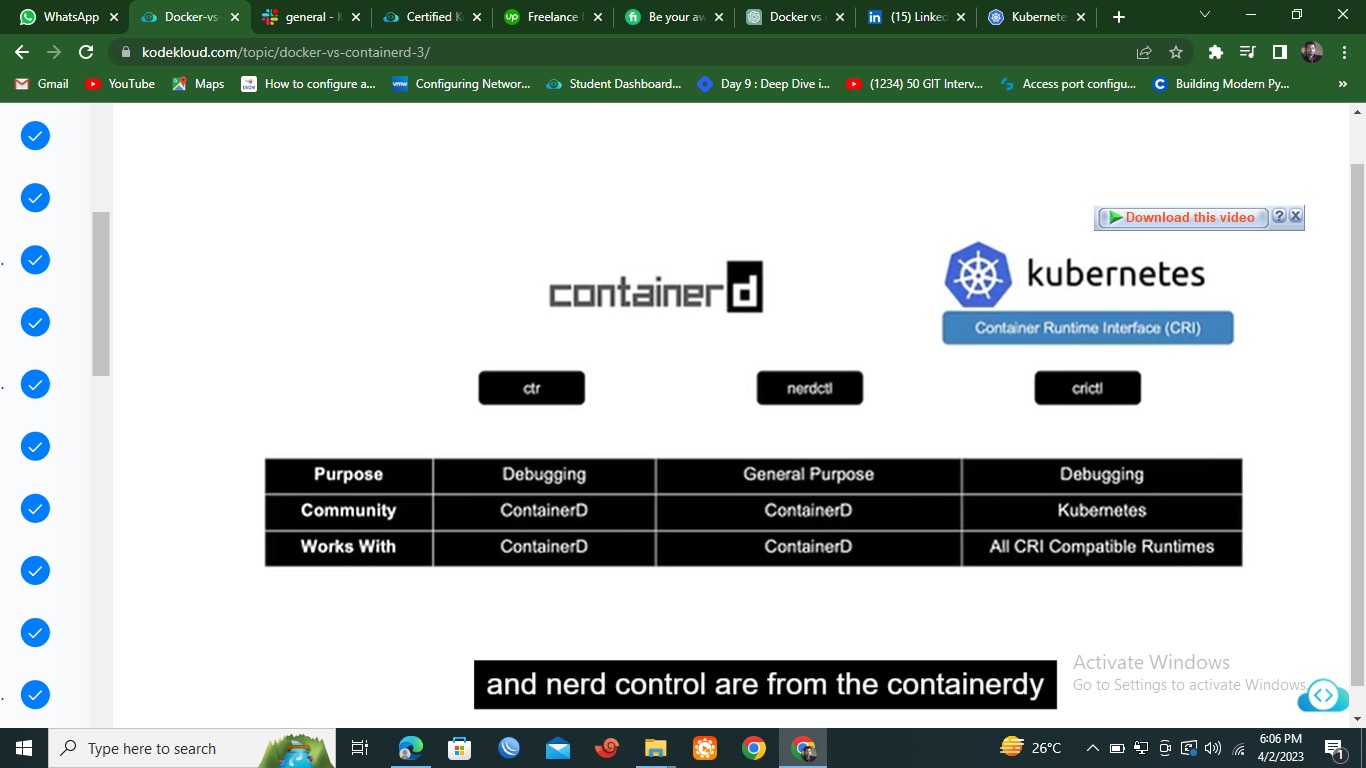 WhatsApp
Docker-vs-
general - K
Certified K
Freelance
Be your aw
Docker vs
(15) Linked
Kubernete
kodekloud.com/topic/docker-vs-containerd-3/
Gmail
YouTube
Maps
How to configure a...
Configuring Networ...
Student Dashboard...
Day 9 : Deep Dive i...
(1234) 50 GIT Interv...
Access port configu...
Building Modern Py...
»
Download this video
containerd
kubernetes
Container Runtime Interface (CRI)
ctr nerdctl crictl
Purpose Debugging General Purpose Debugging
Community ContainerD ContainerD Kubernetes
Works With ContainerD ContainerD All CRI Compatible Runtimes
and nerd control are from the containerdy
Activate Windows
Go to Settings to activate Windows.
Type here to search
26°C
6:06 PM
4/2/2023
1